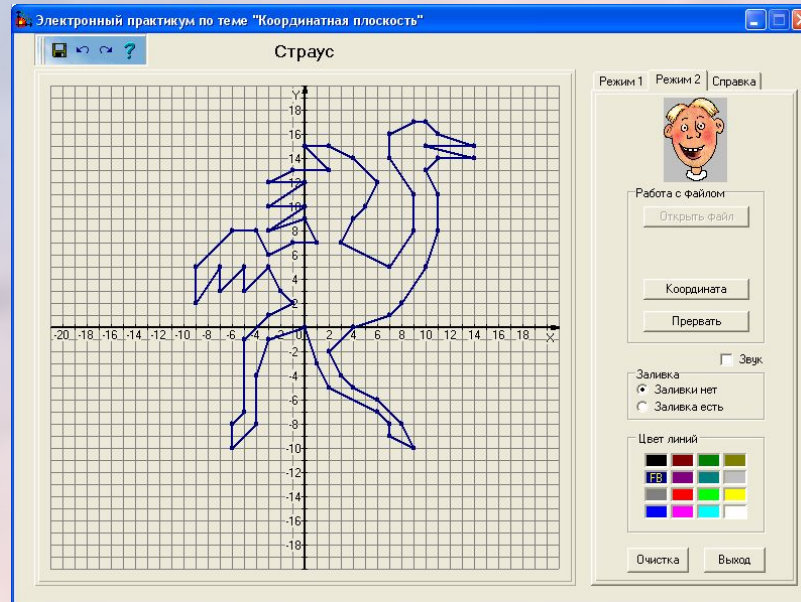 Электронный практикум по теме "Координатная плоскость"
Страус
Режим 1 Режим 2 Справка
Y
18
16
14
12
10
8
6
4
2
-20 -18 -16 -14 -12 -10 -8 -6 -4 -2 0 2 4 6 8 10 12 14 16 18 X
-2
-4
-6
-8
-10
-12
-14
-16
-18
Работа с файлом
Открыть файл
Координата
Прервать
Звук
Заливка
Заливки нет
Заливка есть
Цвет линий
FB
Очистка Выход